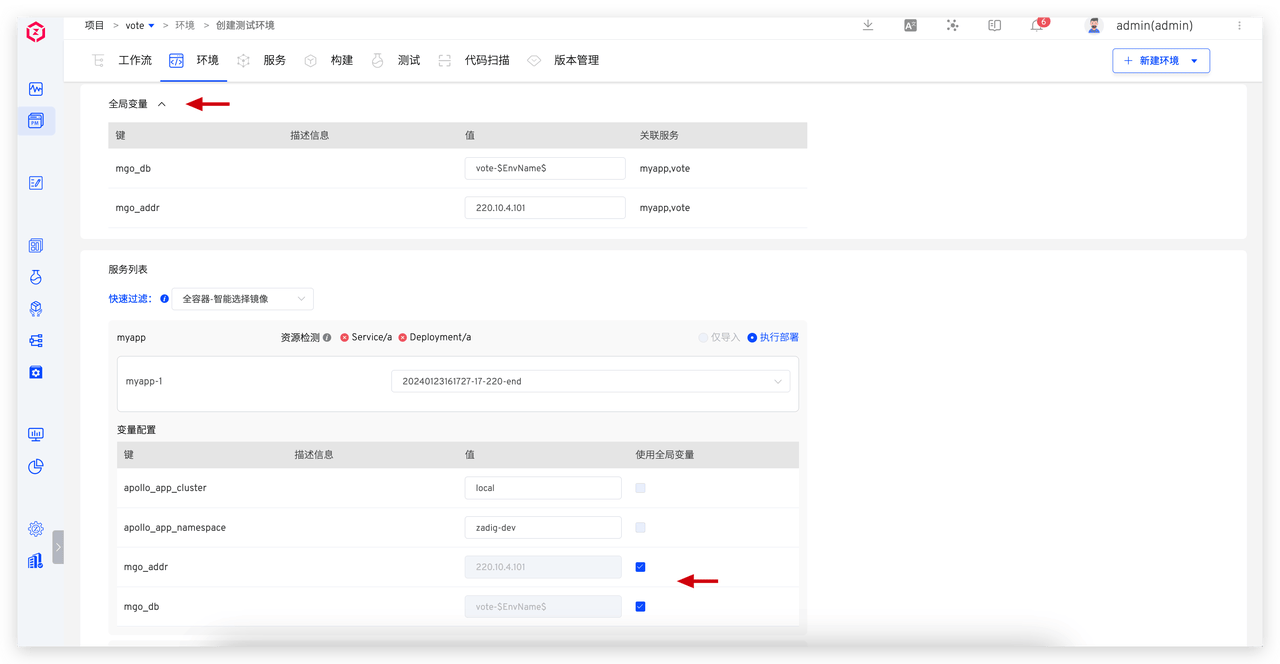 项目 > vote > 环境 > 创建测试环境
6
admin(admin)
工作流 环境 服务 构建 测试 代码扫描 版本管理
+ 新建环境
全局变量
键 描述信息 值 关联服务
mgo_db vote-$EnvName$ myapp,vote
mgo_addr 220.10.4.101 myapp,vote
服务列表
快速过滤: 全容器-智能选择镜像
myapp 资源检测 Service/a Deployment/a 仅导入 执行部署
myapp-1 20240123161727-17-220-end
变量配置
键 描述信息 值 使用全局变量
apollo_app_cluster local
apollo_app_namespace zadig-dev
mgo_addr 220.10.4.101
mgo_db vote-$EnvName$